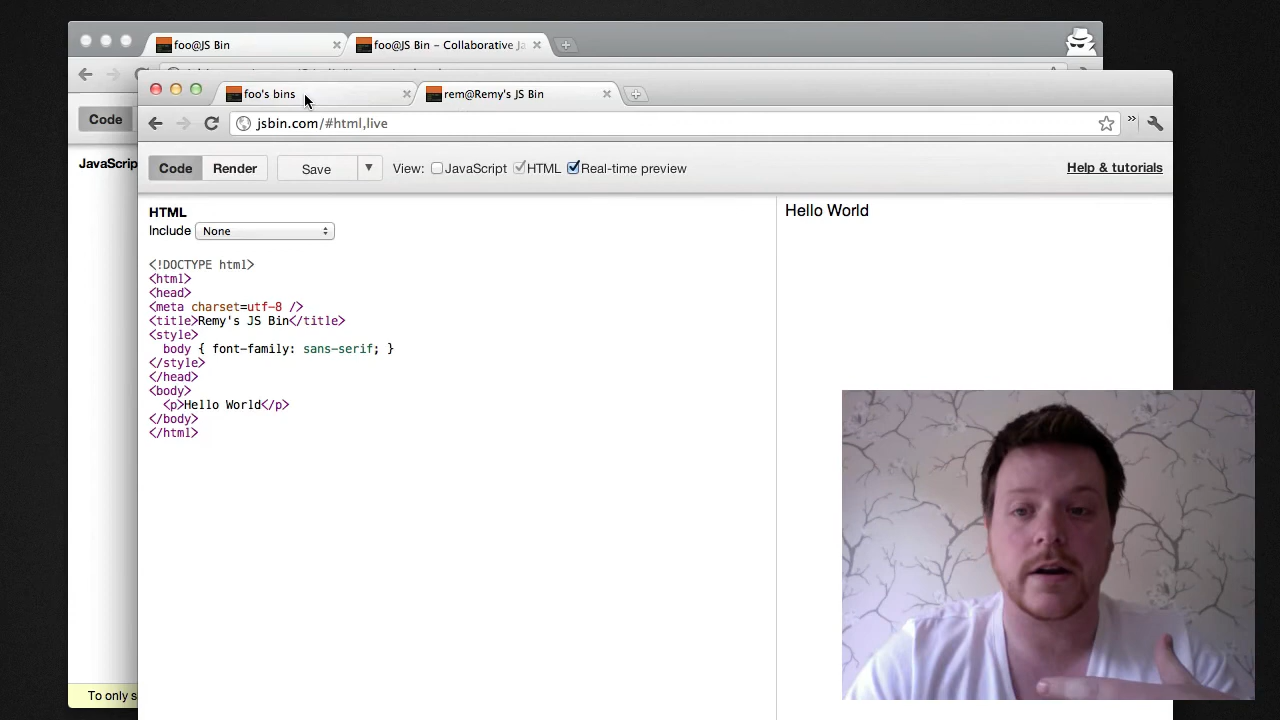 foo@JS Bin
foo@JS Bin – Collaborative Ja
Code
JavaScrip
To only s
foo's bins
rem@Remy's JS Bin
jsbin.com/#html,live
Code Render Save View: JavaScript HTML Real-time preview Help & tutorials
HTML
Include None
<!DOCTYPE html>
<html>
<head>
<meta charset=utf-8 />
<title>Remy's JS Bin</title>
<style>
body { font-family: sans-serif; }
</style>
</head>
<body>
<p>Hello World</p>
</body>
</html>
Hello World